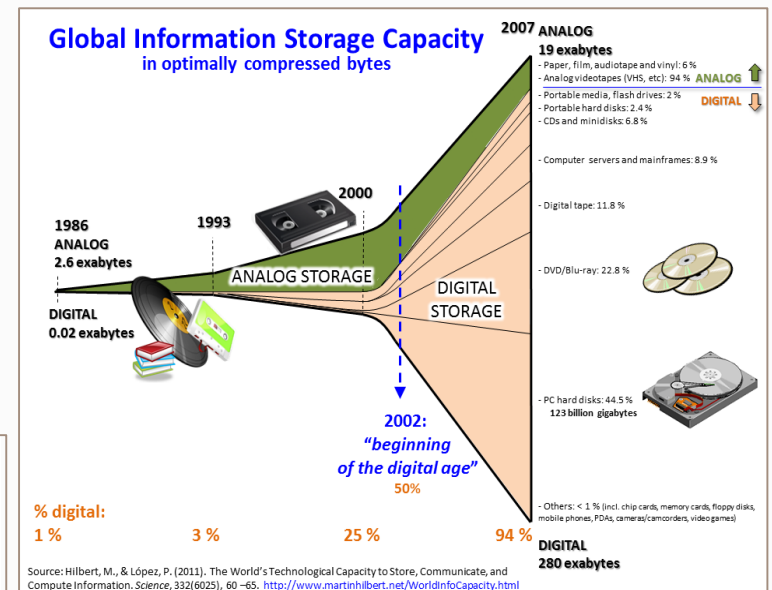 Global Information Storage Capacity
in optimally compressed bytes
2007 ANALOG
19 exabytes
- Paper, film, audiotape and vinyl: 6 %
- Analog videotapes (VHS, etc): 94 %
ANALOG
- Portable media, flash drives: 2 %
DIGITAL
- Portable hard disks: 2.4 %
- CDs and minidisks: 6.8 %
- Computer servers and mainframes: 8.9 %
- Digital tape: 11.8 %
- DVD/Blu-ray: 22.8 %
- PC hard disks: 44.5 %
123 billion gigabytes
- Others: < 1 % (incl. chip cards, memory cards, floppy disks,
mobile phones, PDAs, cameras/camcorders, video games)
DIGITAL
280 exabytes
1986
ANALOG
2.6 exabytes
DIGITAL
0.02 exabytes
1993
2000
ANALOG STORAGE
DIGITAL
STORAGE
2002:
“beginning
of the digital age”
50%
% digital:
1 %
3 %
25 %
94 %
Source: Hilbert, M., & López, P. (2011). The World’s Technological Capacity to Store, Communicate, and
Compute Information. Science, 332(6025), 60 –65. http://www.martinhilbert.net/WorldInfoCapacity.html